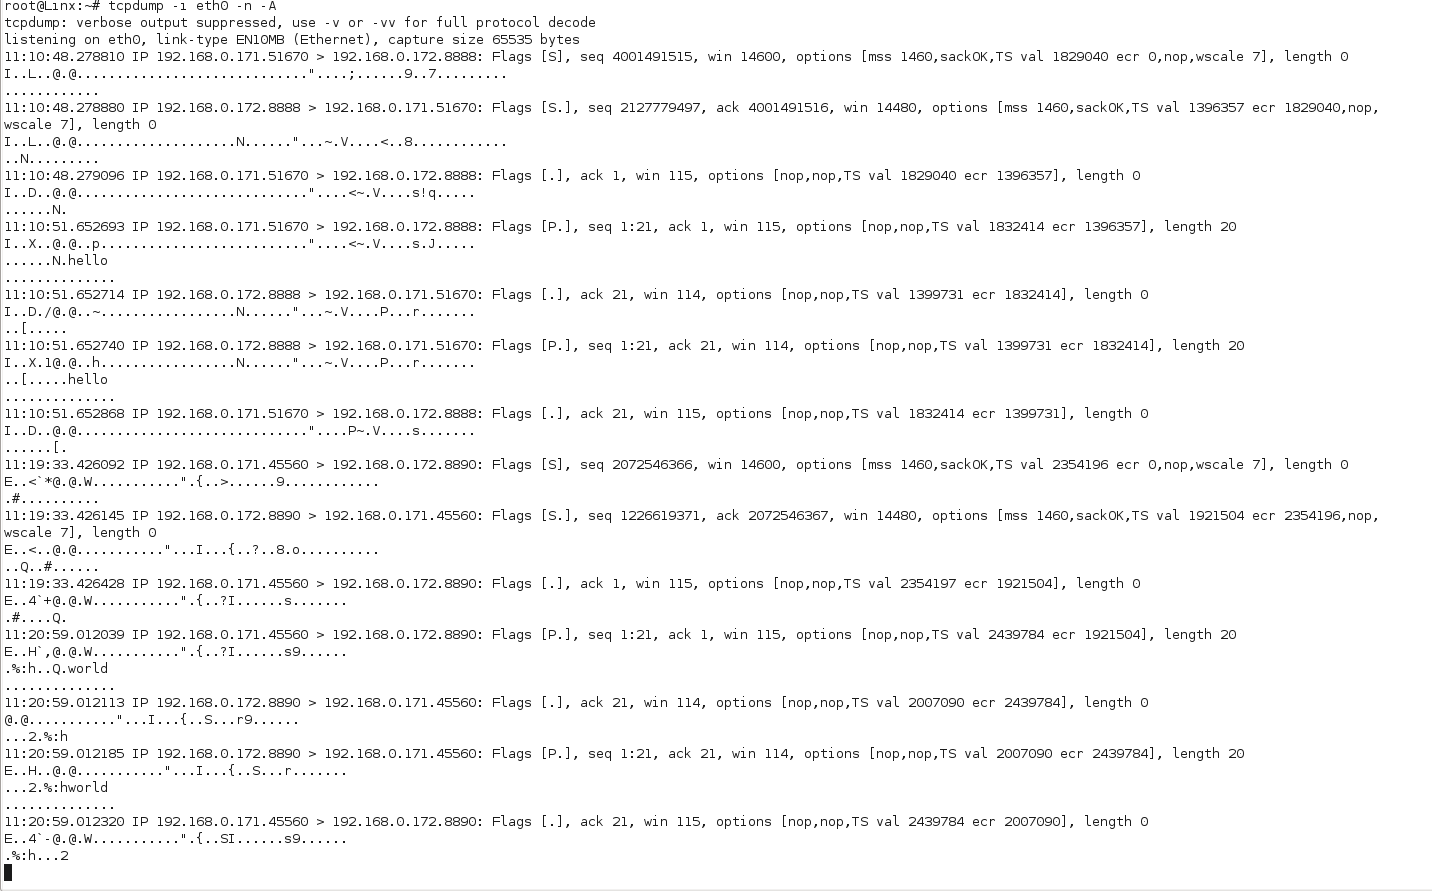 root@Linx:~# tcpdump -i eth0 -n -A
tcpdump: verbose output suppressed, use -v or -vv for full protocol decode
listening on eth0, link-type EN10MB (Ethernet), capture size 65535 bytes
11:10:48.278810 IP 192.168.0.171.51670 > 192.168.0.172.8888: Flags [S], seq 4001491515, win 14600, options [mss 1460,sackOK,TS val 1829040 ecr 0,nop,wscale 7], length 0
I..L..@.@............................."....;......9..7.........
............
11:10:48.278880 IP 192.168.0.172.8888 > 192.168.0.171.51670: Flags [S.], seq 2127779497, ack 4001491516, win 14480, options [mss 1460,sackOK,TS val 1396357 ecr 1829040,nop,
wscale 7], length 0
I..L..@.@....................N......"...~.V....<..8............
..N.........
11:10:48.279096 IP 192.168.0.171.51670 > 192.168.0.172.8888: Flags [.], ack 1, win 115, options [nop,nop,TS val 1829040 ecr 1396357], length 0
I..D..@.@............................."....<~.V....s!q.....
......N.
11:10:51.652693 IP 192.168.0.171.51670 > 192.168.0.172.8888: Flags [P.], seq 1:21, ack 1, win 115, options [nop,nop,TS val 1832414 ecr 1396357], length 20
I..X..@.@..p.........................."....<~.V....s.J.....
......N.hello
..............
11:10:51.652714 IP 192.168.0.172.8888 > 192.168.0.171.51670: Flags [.], ack 21, win 114, options [nop,nop,TS val 1399731 ecr 1832414], length 0
I..D./@.@..~.................N......"...~.V....P...r.......
..[.....
11:10:51.652740 IP 192.168.0.172.8888 > 192.168.0.171.51670: Flags [P.], seq 1:21, ack 21, win 114, options [nop,nop,TS val 1399731 ecr 1832414], length 20
I..X.1@.@..h.................N......"...~.V....P...r.......
..[.....hello
..............
11:10:51.652868 IP 192.168.0.171.51670 > 192.168.0.172.8888: Flags [.], ack 21, win 115, options [nop,nop,TS val 1832414 ecr 1399731], length 0
I..D..@.@............................."....P~.V....s.......
......[.
11:19:33.426092 IP 192.168.0.171.45560 > 192.168.0.172.8890: Flags [S], seq 2072546366, win 14600, options [mss 1460,sackOK,TS val 2354196 ecr 0,nop,wscale 7], length 0
E..<`*@.@.W...........".{..>......9............
.#..........
11:19:33.426145 IP 192.168.0.172.8890 > 192.168.0.171.45560: Flags [S.], seq 1226619371, ack 2072546367, win 14480, options [mss 1460,sackOK,TS val 1921504 ecr 2354196,nop,
wscale 7], length 0
E..<..@.@..........."...I...{..?..8.o..........
..Q..#......
11:19:33.426428 IP 192.168.0.171.45560 > 192.168.0.172.8890: Flags [.], ack 1, win 115, options [nop,nop,TS val 2354197 ecr 1921504], length 0
E..4`+@.@.W...........".{..?I......s.......
.#....Q.
11:20:59.012039 IP 192.168.0.171.45560 > 192.168.0.172.8890: Flags [P.], seq 1:21, ack 1, win 115, options [nop,nop,TS val 2439784 ecr 1921504], length 20
E..H`,@.@.W...........".{..?I......s9......
.%:h..Q.world
..............
11:20:59.012113 IP 192.168.0.172.8890 > 192.168.0.171.45560: Flags [.], ack 21, win 114, options [nop,nop,TS val 2007090 ecr 2439784], length 0
@.@..........."...I...{..S...r9......
...2.%:h
11:20:59.012185 IP 192.168.0.172.8890 > 192.168.0.171.45560: Flags [P.], seq 1:21, ack 21, win 114, options [nop,nop,TS val 2007090 ecr 2439784], length 20
E..H..@.@..........."...I...{..S...r.......
...2.%:hworld
..............
11:20:59.012320 IP 192.168.0.171.45560 > 192.168.0.172.8890: Flags [.], ack 21, win 115, options [nop,nop,TS val 2439784 ecr 2007090], length 0
E..4`-@.@.W...........".{..SI......s9......
.%:h...2